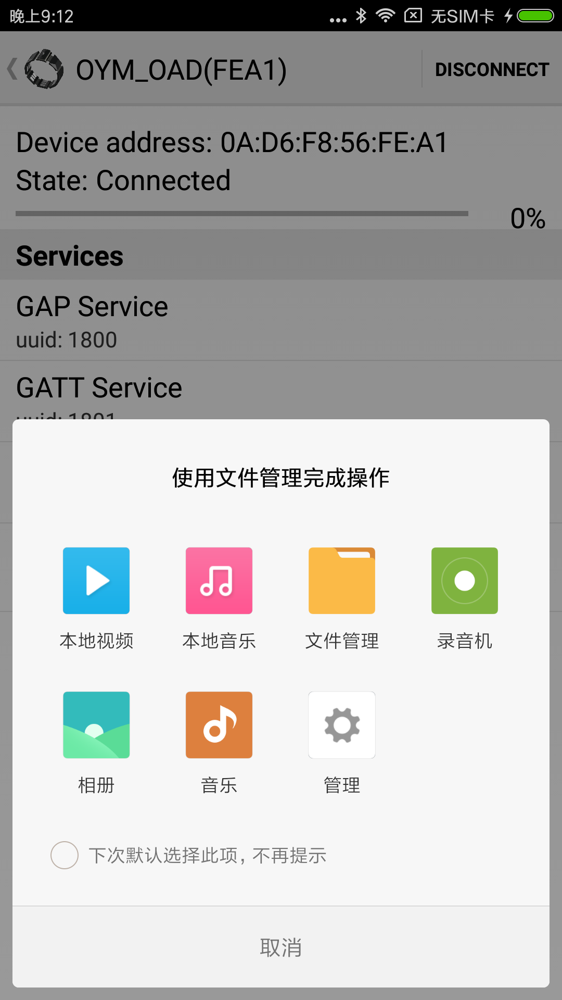 晚上9:12
无SIM卡
OYM_OAD(FEA1)
DISCONNECT
Device address: 0A:D6:F8:56:FE:A1
State: Connected
0%
Services
GAP Service
uuid: 1800
GATT Service
uuid: 1801
使用文件管理完成操作
本地视频
本地音乐
文件管理
录音机
相册
音乐
管理
下次默认选择此项，不再提示
取消